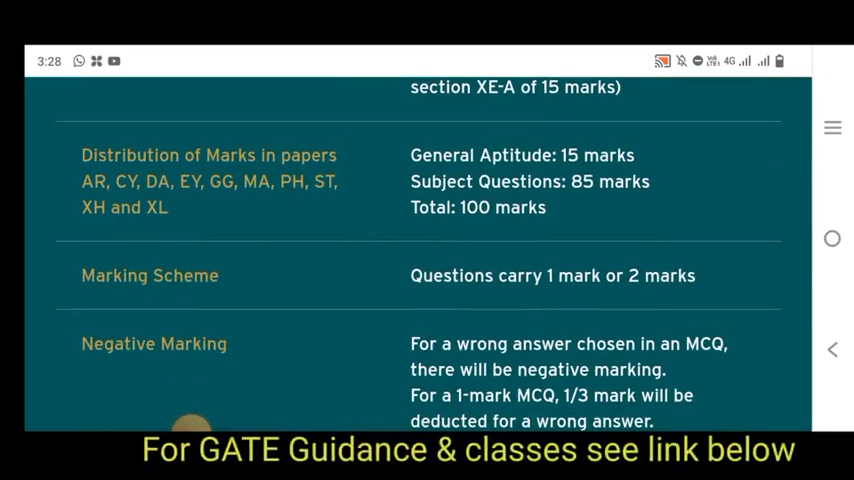 3:28
4G
section XE-A of 15 marks)
Distribution of Marks in papers
AR, CY, DA, EY, GG, MA, PH, ST,
XH and XL
General Aptitude: 15 marks
Subject Questions: 85 marks
Total: 100 marks
Marking Scheme
Questions carry 1 mark or 2 marks
Negative Marking
For a wrong answer chosen in an MCQ,
there will be negative marking.
For a 1-mark MCQ, 1/3 mark will be
deducted for a wrong answer.
For GATE Guidance & classes see link below